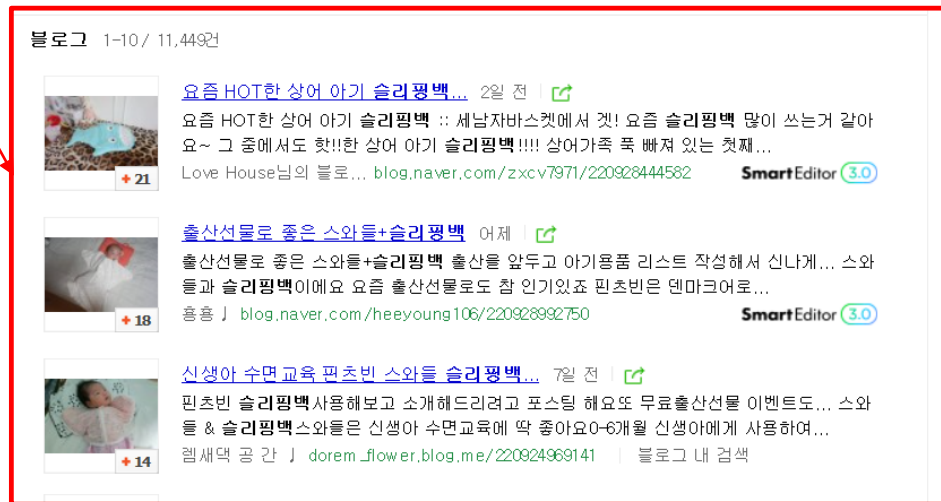 블로그 1-10 / 11,449건
요즘 HOT한 상어 아기 슬리핑백... 2일 전
요즘 HOT한 상어 아기 슬리핑백 :: 세남자바스켓에서 겟! 요즘 슬리핑백 많이 쓰는거 같아
요~ 그 중에서도 핫!!한 상어 아기 슬리핑백!!!! 상어가족 푹 빠져 있는 첫째...
+21
Love House님의 블로... blog.naver.com/zxcv7971/220928444582 SmartEditor 3.0
출산선물로 좋은 스와들+슬리핑백 어제
출산선물로 좋은 스와들+슬리핑백 출산을 앞두고 아기용품 리스트 작성해서 신나게... 스와
들과 슬리핑백이에요 요즘 출산선물로도 참 인기있죠 핀츠빈은 덴마크어로...
+18
흥흥 ♩ blog.naver.com/heeyoung106/220928992750 SmartEditor 3.0
신생아 수면교육 핀츠빈 스와들 슬리핑백... 7일 전
핀츠빈 슬리핑백사용해보고 소개해드리려고 포스팅 해요또 무료출산선물 이벤트도... 스와
들 & 슬리핑백스와들은 신생아 수면교육에 딱 좋아요0-6개월 신생아에게 사용하여...
+14
렘새댁 공 간 ♩ dorem_flower.blog.me/220924969141 블로그 내 검색